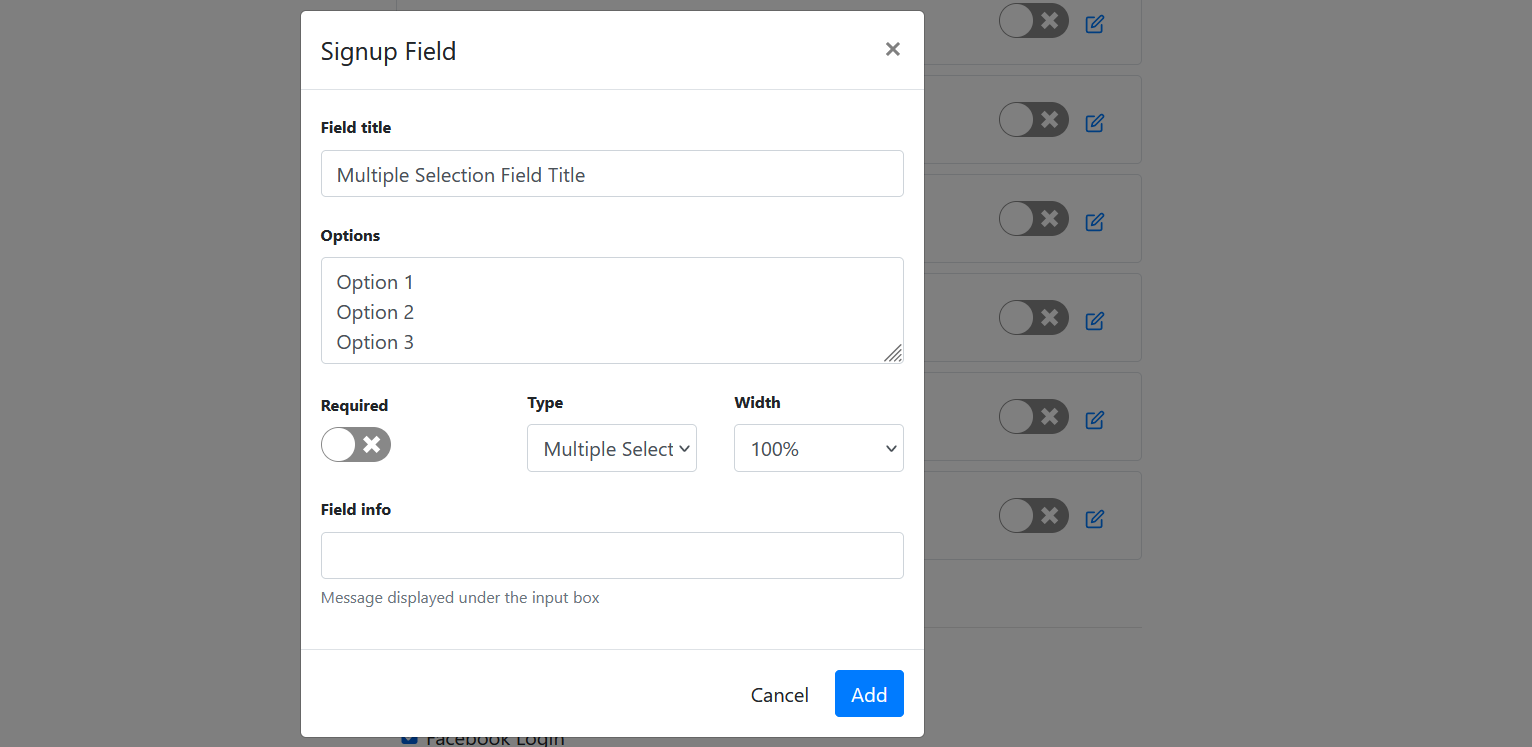 Signup Field
Field title
Multiple Selection Field Title
Options
Option 1
Option 2
Option 3
Required
Type
Width
Multiple Select
100%
Field info
Message displayed under the input box
Cancel
Add
Facebook Login